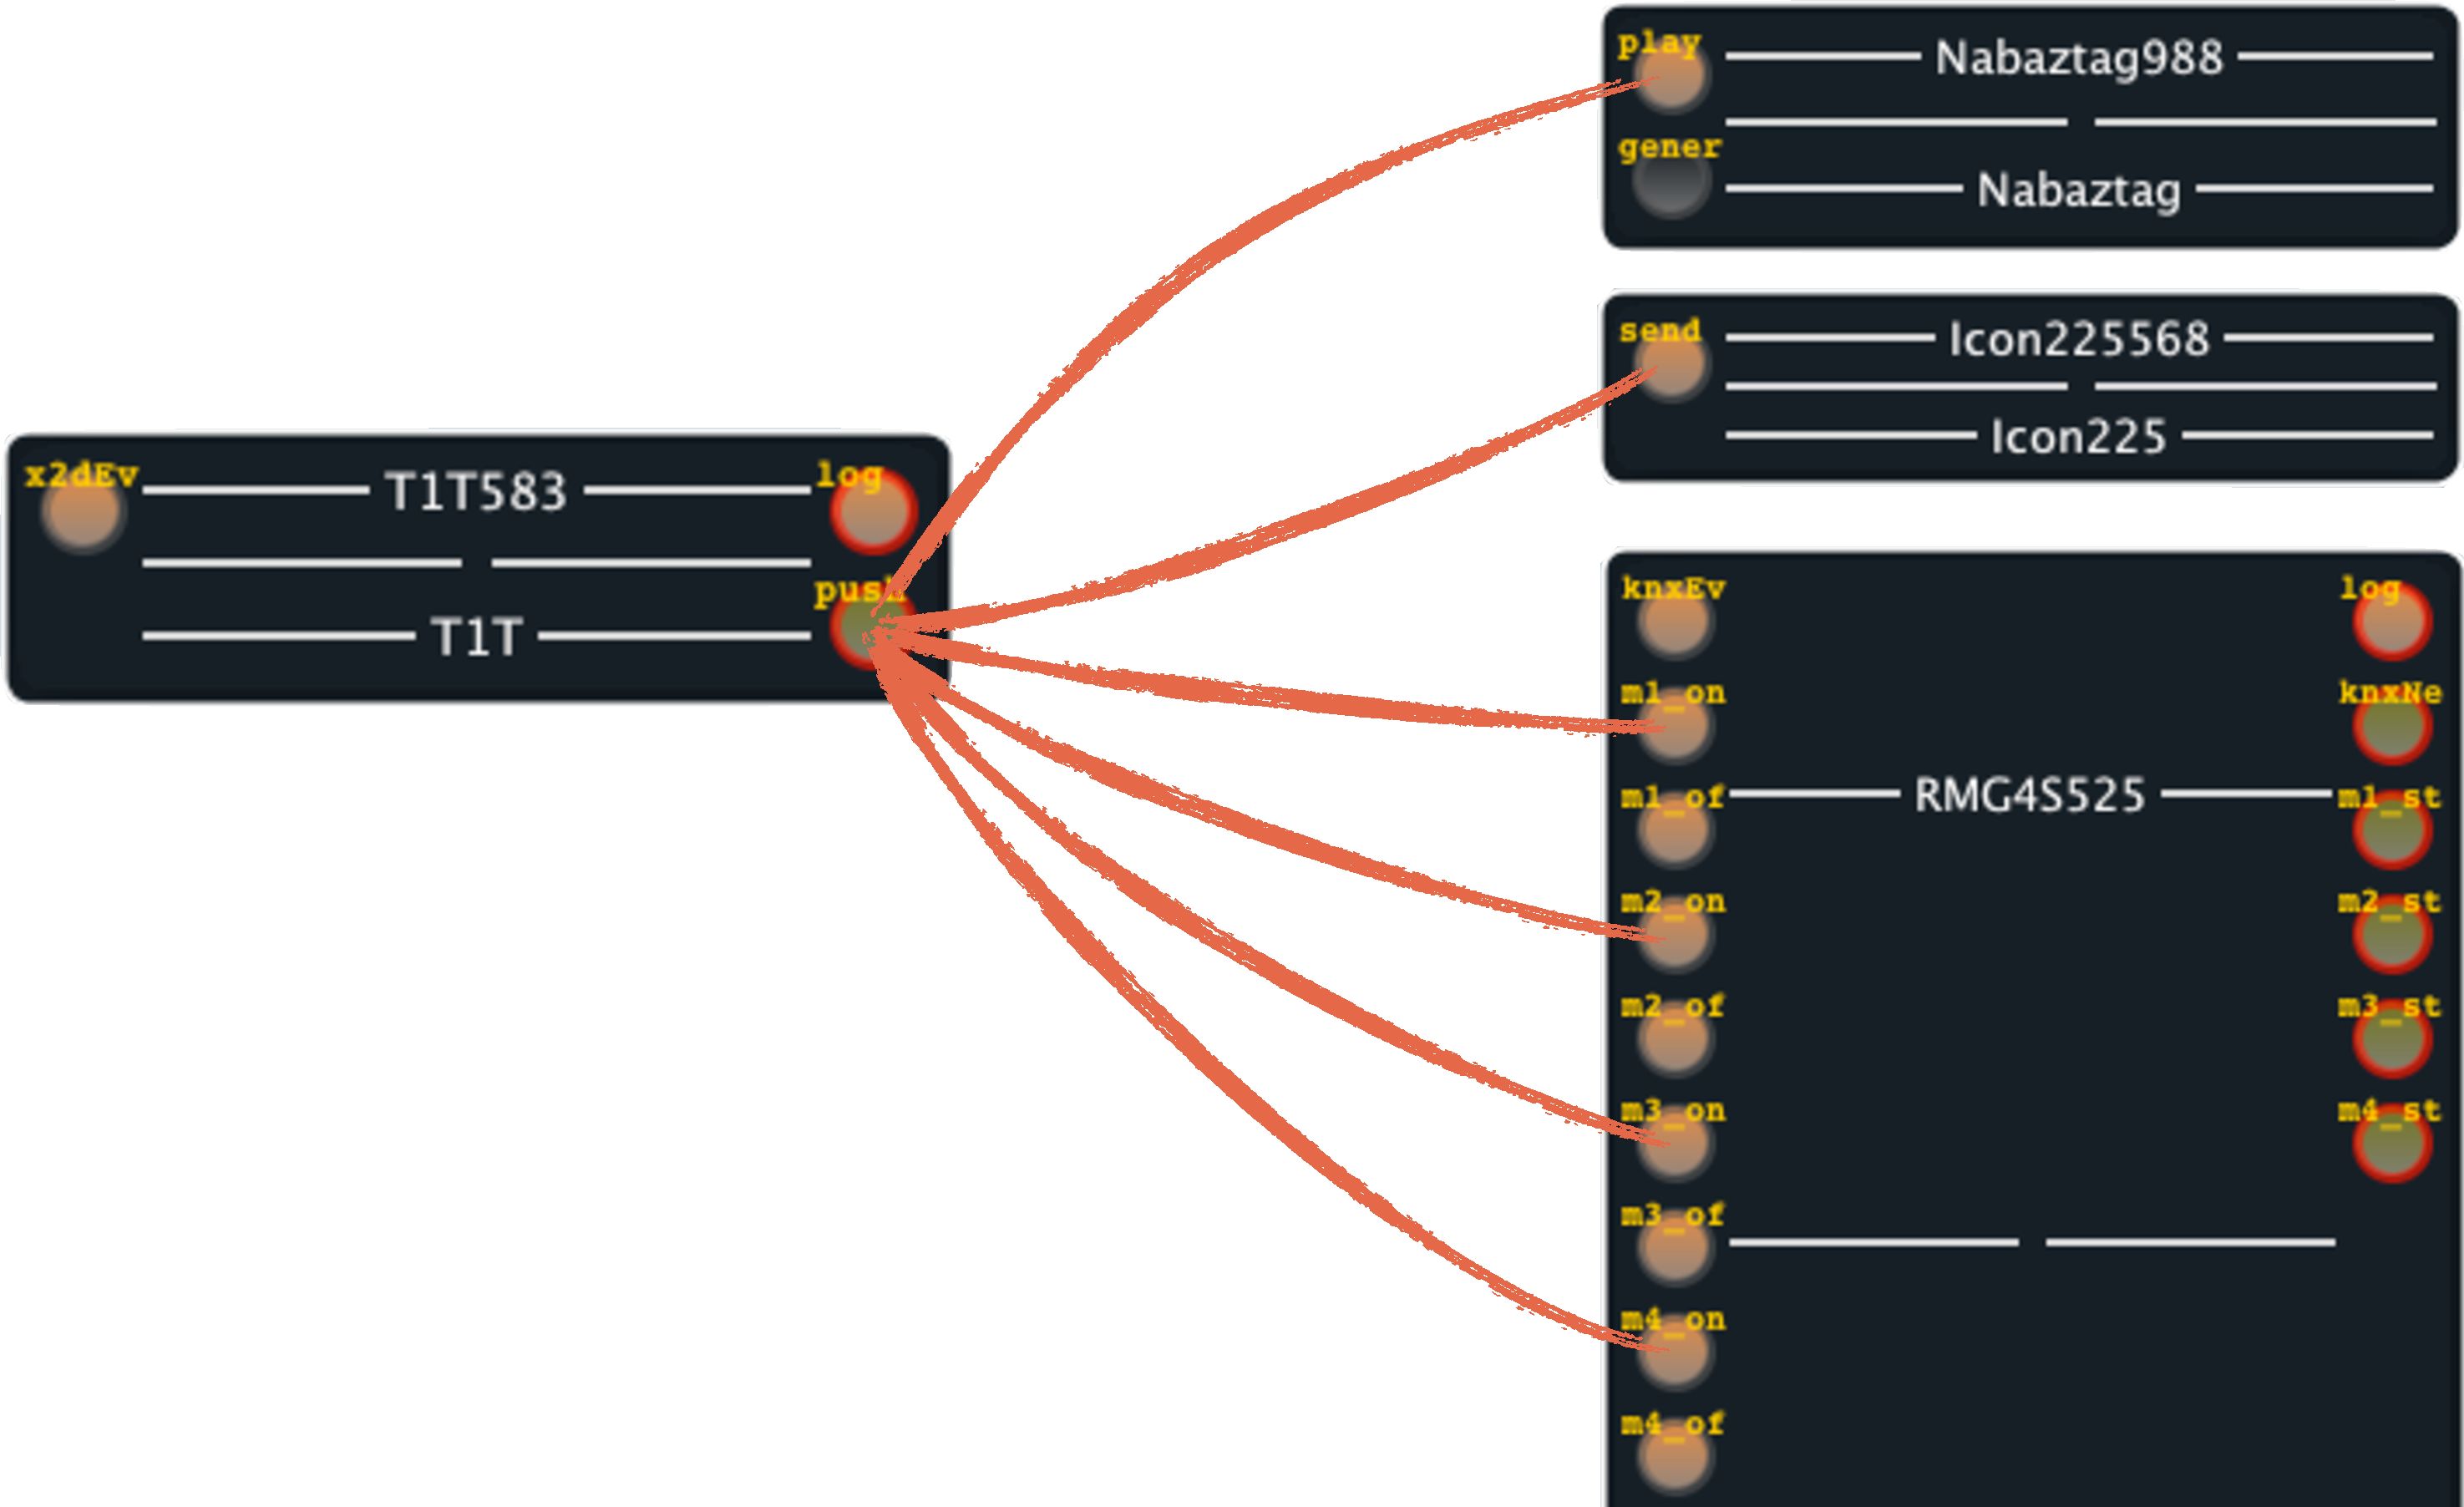 play
Nabaztag988
gener
Nabaztag
send
Icon225568
Icon225
x2dEv
T1T583
log
push
T1T
knxEv
log
m1_on
knxNe
m1_of
RMG4S525
m1_st
m2_on
m2_st
m2_of
m3_st
m3_on
m4_st
m3_of
m4_on
m4_of